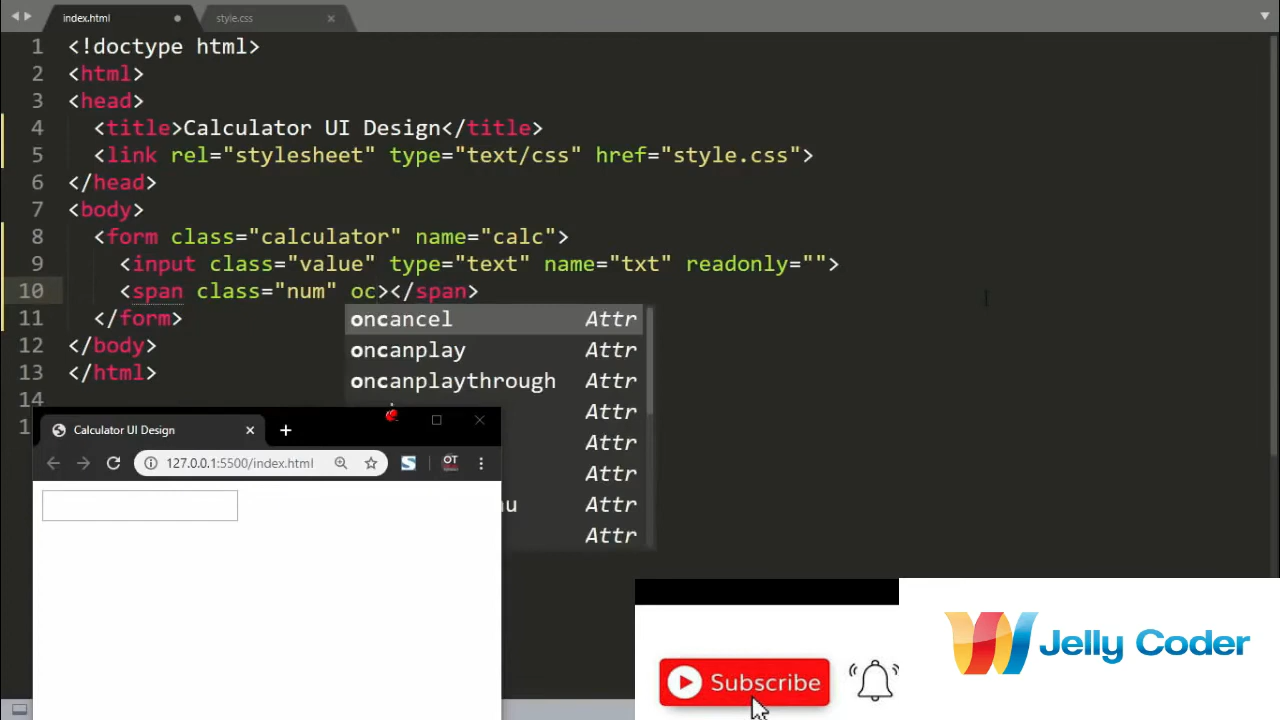 index.html
style.css
1 <!doctype html>
2 <html>
3 <head>
4 <title>Calculator UI Design</title>
5 <link rel="stylesheet" type="text/css" href="style.css">
6 </head>
7 <body>
8 <form class="calculator" name="calc">
9 <input class="value" type="text" name="txt" readonly="">
10 <span class="num" oc></span>
11 </form>
12 </body>
13 </html>
14
oncancel Attr
oncanplay Attr
oncanplaythrough Attr
Attr
Attr
Attr
Attr
Attr
Calculator UI Design
127.0.0.1:5500/index.html
OT
Subscribe
Jelly Coder